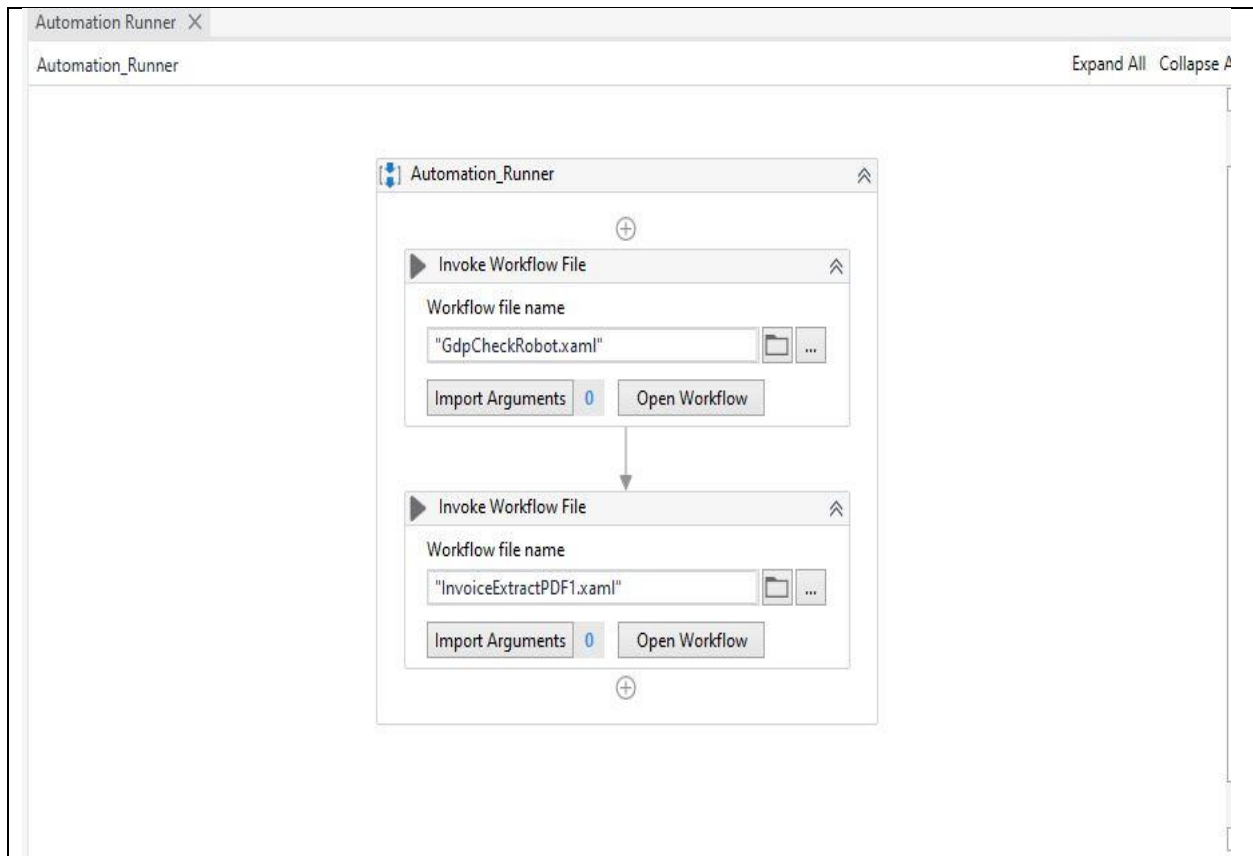 Automation Runner
Automation_Runner
Expand All Collapse A
Automation_Runner
Invoke Workflow File
Workflow file name
"GdpCheckRobot.xaml"
...
Import Arguments 0 Open Workflow
Invoke Workflow File
Workflow file name
"InvoiceExtractPDF1.xaml"
...
Import Arguments 0 Open Workflow